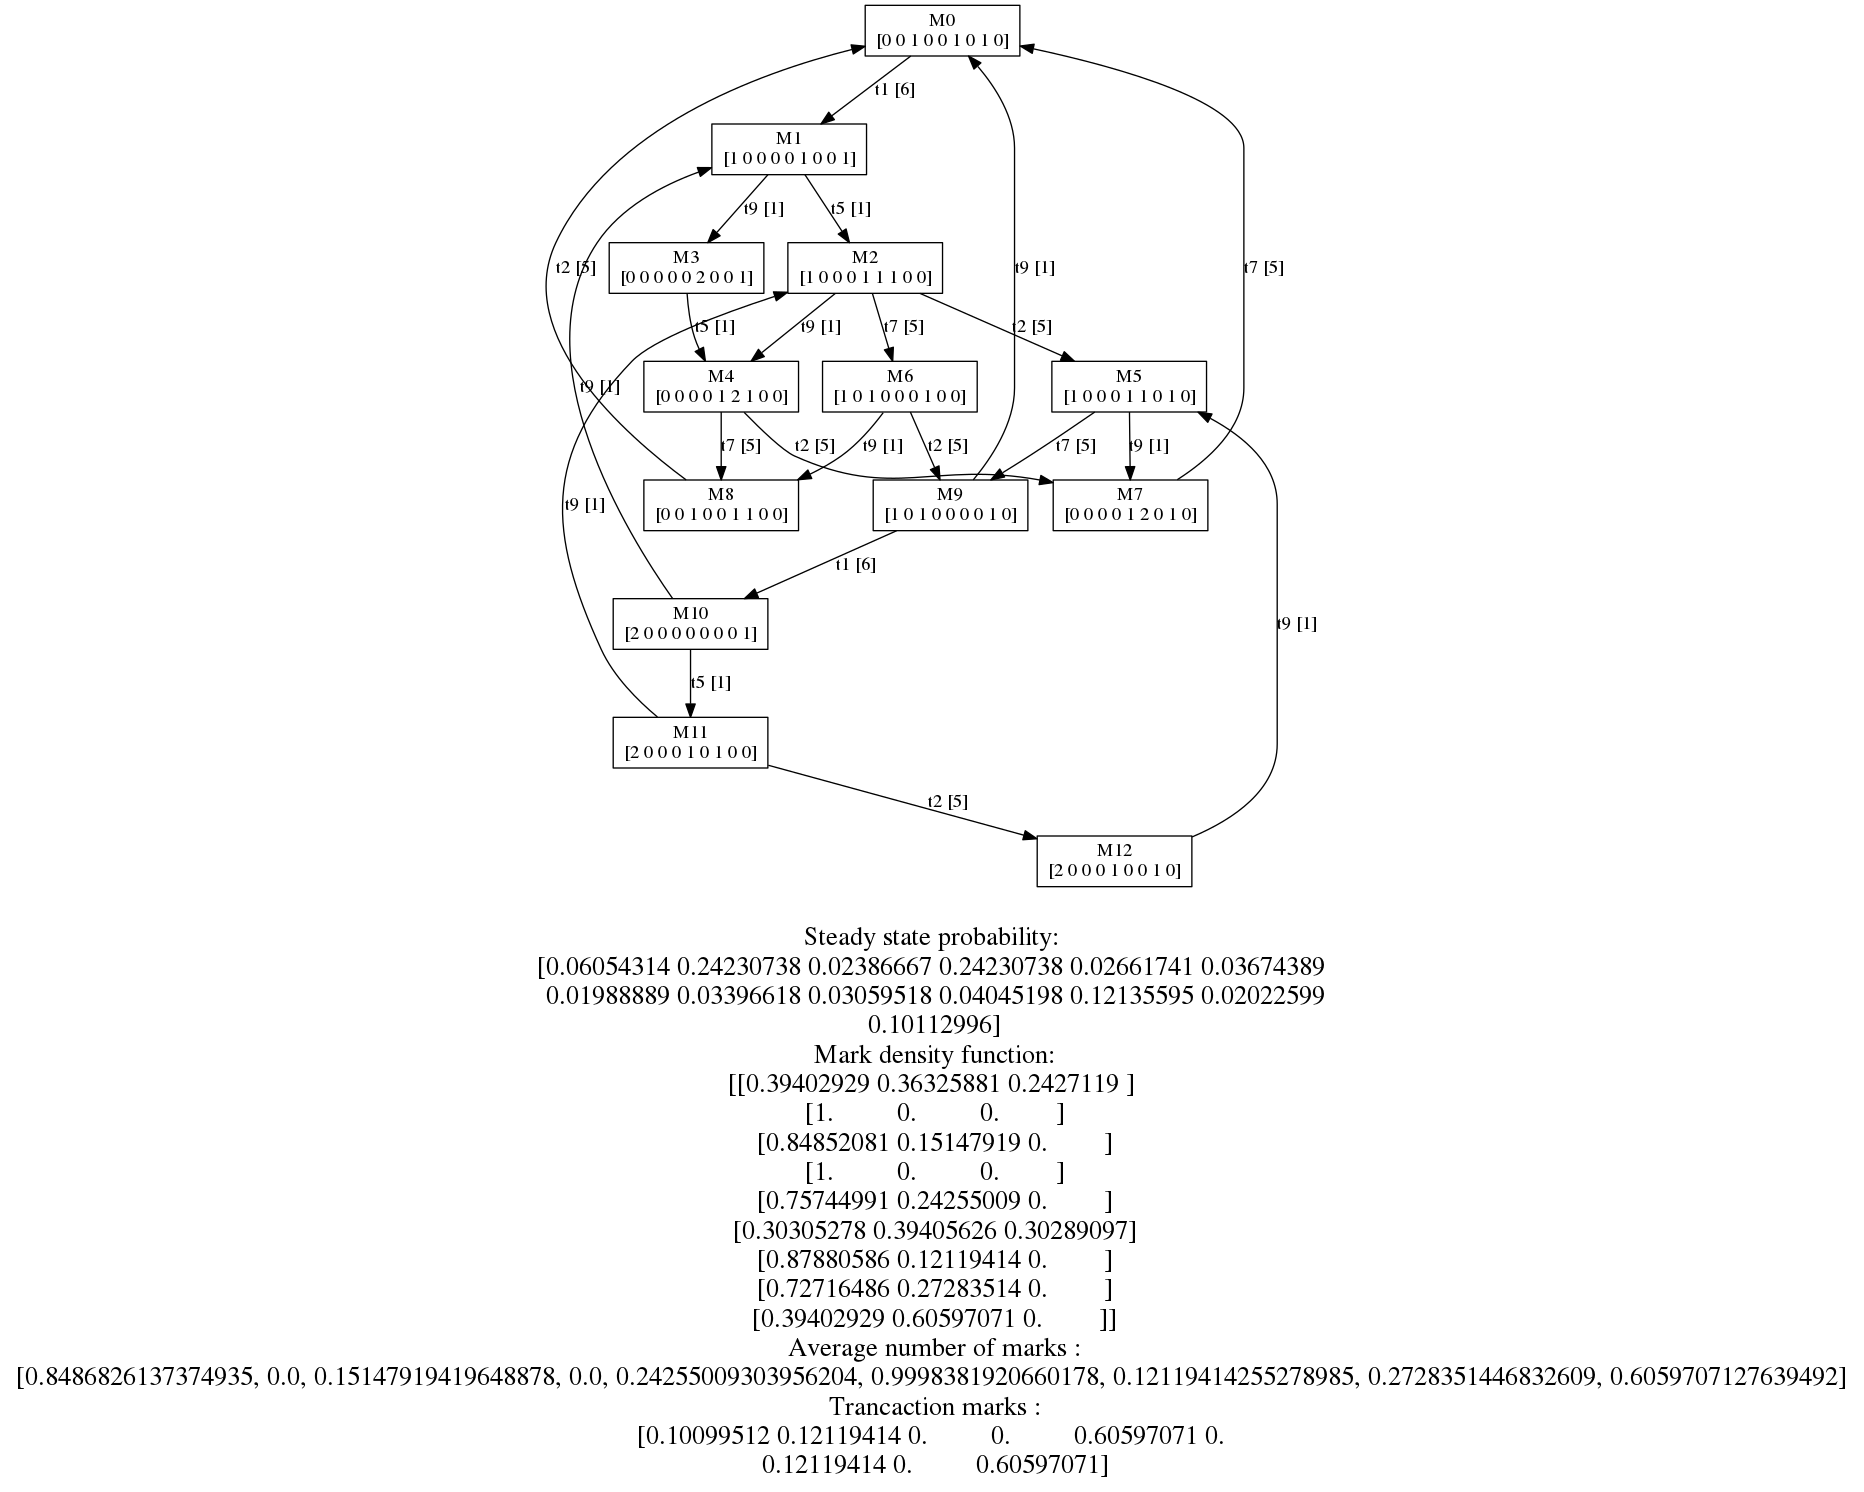 M0
[0 0 1 0 0 1 0 1 0]
t1 [6]
M1
[1 0 0 0 0 1 0 0 1]
t9 [1]
t5 [1]
M3
[0 0 0 0 0 2 0 0 1]
M2
[1 0 0 0 1 1 1 0 0]
t2 [5]
t9 [1]
t7 [5]
t5 [1]
t9 [1]
t7 [5]
t2 [5]
M4
[0 0 0 0 1 2 1 0 0]
M6
[1 0 1 0 0 0 1 0 0]
M5
[1 0 0 0 1 1 0 1 0]
t9 [1]
t7 [5]
t2 [5]
t9 [1]
t2 [5]
t7 [5]
t9 [1]
M8
[0 0 1 0 0 1 1 0 0]
M9
[1 0 1 0 0 0 0 1 0]
M7
[0 0 0 0 1 2 0 1 0]
t9 [1]
t1 [6]
M10
[2 0 0 0 0 0 0 0 1]
t9 [1]
t5 [1]
M11
[2 0 0 0 1 0 1 0 0]
t2 [5]
M12
[2 0 0 0 1 0 0 1 0]
Steady state probability:
[0.06054314 0.24230738 0.02386667 0.24230738 0.02661741 0.03674389
0.01988889 0.03396618 0.03059518 0.04045198 0.12135595 0.02022599
0.10112996]
Mark density function:
[[0.39402929 0.36325881 0.2427119 ]
[1. 0. 0. ]
[0.84852081 0.15147919 0. ]
[1. 0. 0. ]
[0.75744991 0.24255009 0. ]
[0.30305278 0.39405626 0.30289097]
[0.87880586 0.12119414 0. ]
[0.72716486 0.27283514 0. ]
[0.39402929 0.60597071 0. ]]
Average number of marks :
[0.8486826137374935, 0.0, 0.15147919419648878, 0.0, 0.24255009303956204, 0.9998381920660178, 0.12119414255278985, 0.2728351446832609, 0.6059707127639492]
Trancaction marks :
[0.10099512 0.12119414 0. 0. 0.60597071 0.
0.12119414 0. 0.60597071]